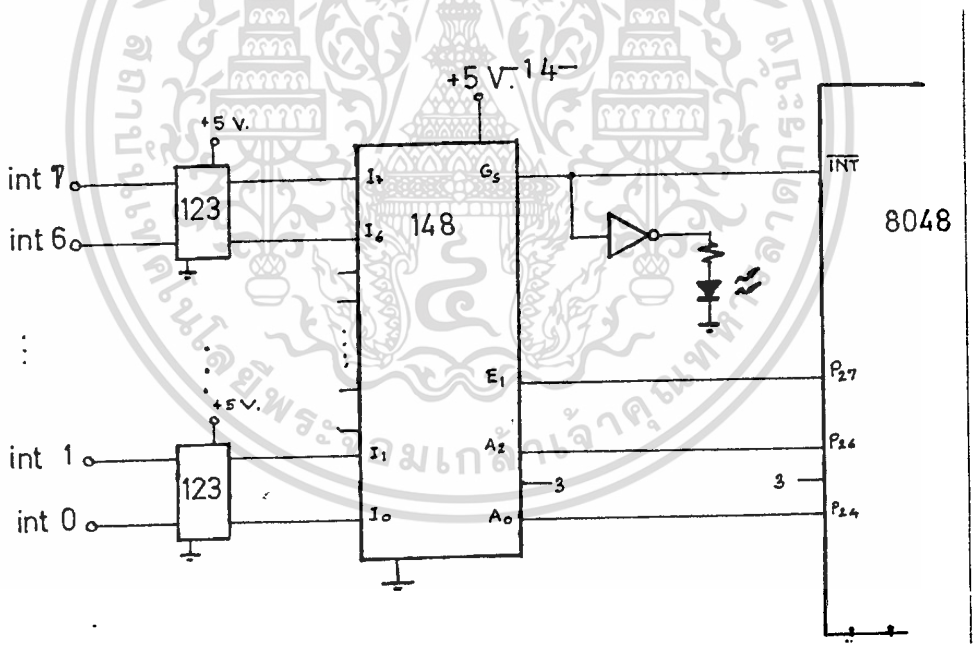 -14-
+5 V.
+5 V.
int 7
int 6
123
I7
I6
148
GS
INT
8048
+5 V.
int 1
int 0
123
I1
I0
E1
A2
3
A0
P27
P26
3
P24